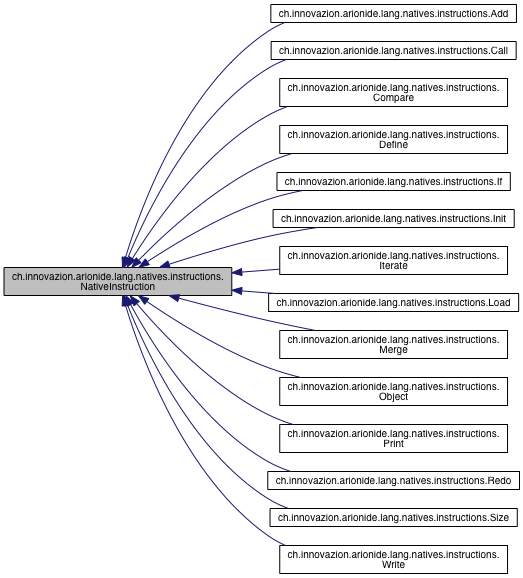 ch.innovazion.arionide.lang.natives.instructions.Add
ch.innovazion.arionide.lang.natives.instructions.Call
ch.innovazion.arionide.lang.natives.instructions.
Compare
ch.innovazion.arionide.lang.natives.instructions.
Define
ch.innovazion.arionide.lang.natives.instructions.If
ch.innovazion.arionide.lang.natives.instructions.Init
ch.innovazion.arionide.lang.natives.instructions.
Iterate
ch.innovazion.arionide.lang.natives.instructions.
NativeInstruction
ch.innovazion.arionide.lang.natives.instructions.Load
ch.innovazion.arionide.lang.natives.instructions.
Merge
ch.innovazion.arionide.lang.natives.instructions.
Object
ch.innovazion.arionide.lang.natives.instructions.
Print
ch.innovazion.arionide.lang.natives.instructions.Redo
ch.innovazion.arionide.lang.natives.instructions.Size
ch.innovazion.arionide.lang.natives.instructions.
Write